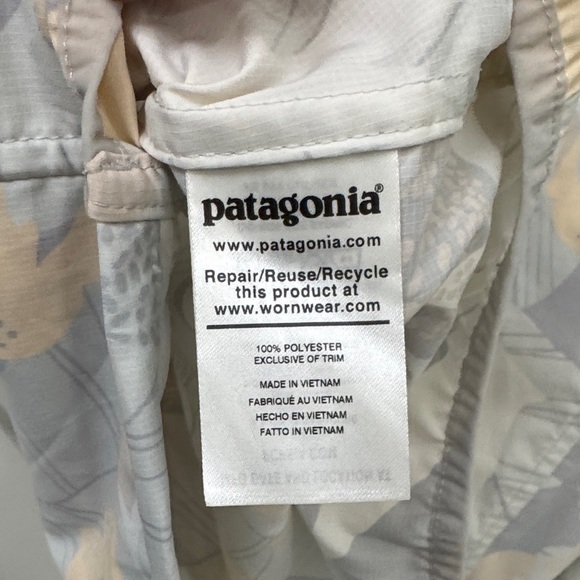 patagonia®
www.patagonia.com
Repair/Reuse/Recycle
this product at
www.wornwear.com
100% POLYESTER
EXCLUSIVE OF TRIM
MADE IN VIETNAM
FABRIQUÉ AU VIETNAM
HECHO EN VIETNAM
FATTO IN VIETNAM